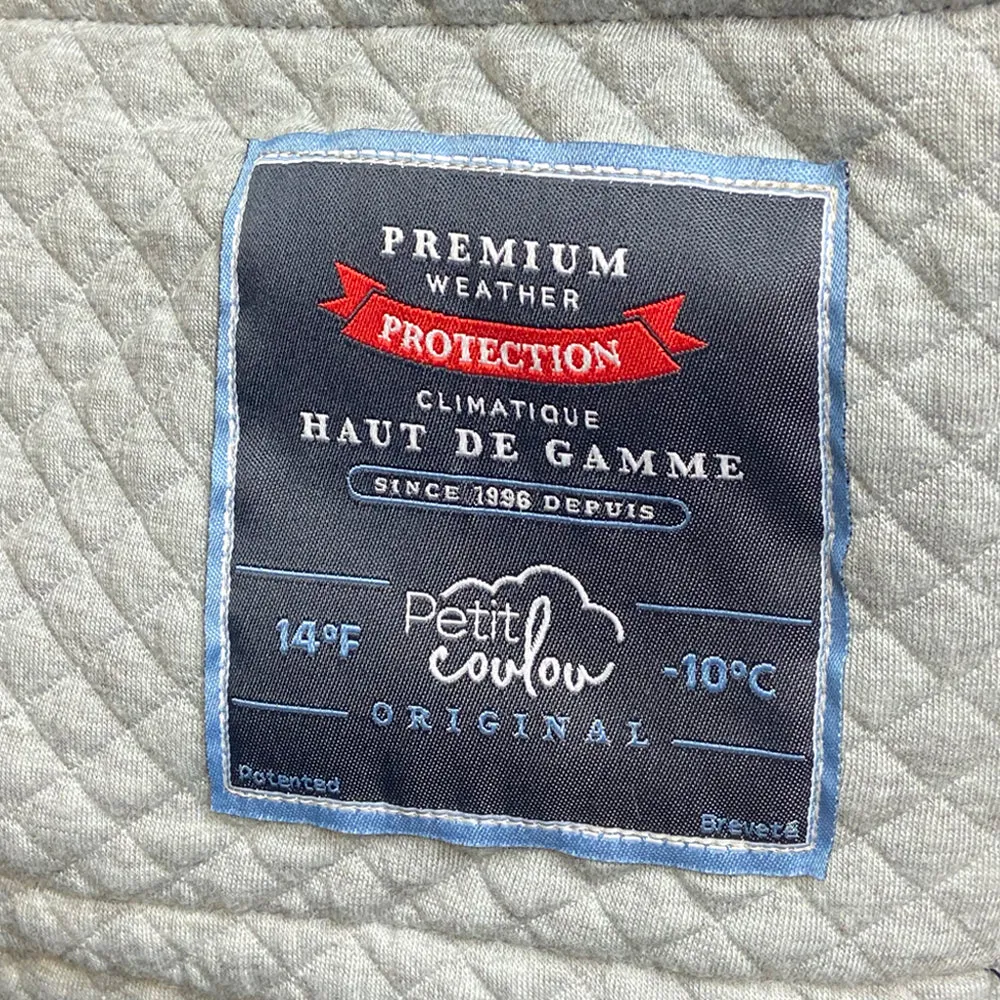 PREMIUM
WEATHER
PROTECTION
CLIMATIQUE
HAUT DE GAMME
SINCE 1996 DEPUIS
14°F
Petit
coulou
-10°C
ORIGINAL
Patented
Breveté